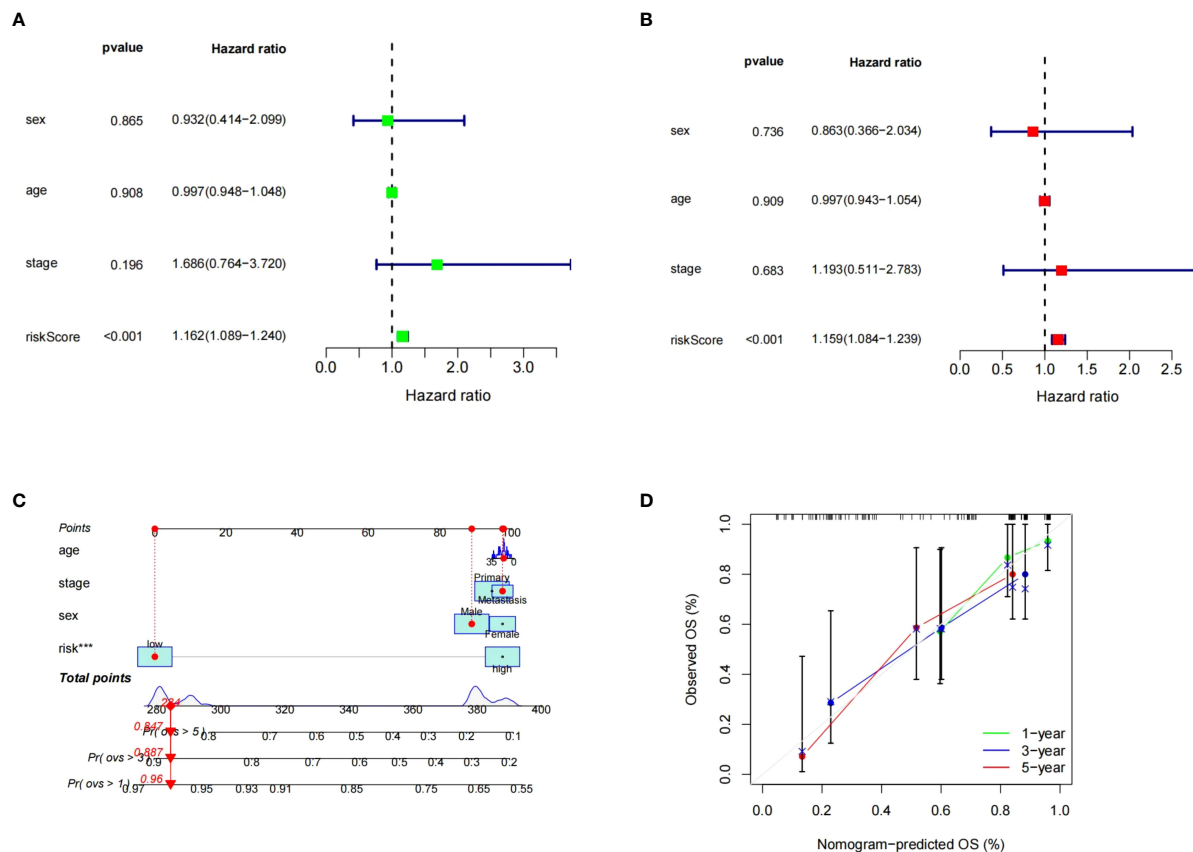 A
pvalue Hazard ratio
sex 0.865 0.932(0.414−2.099)
age 0.908 0.997(0.948−1.048)
stage 0.196 1.686(0.764−3.720)
riskScore <0.001 1.162(1.089−1.240)
0.0 1.0 2.0 3.0
Hazard ratio
B
pvalue Hazard ratio
sex 0.736 0.863(0.366−2.034)
age 0.909 0.997(0.943−1.054)
stage 0.683 1.193(0.511−2.783)
riskScore <0.001 1.159(1.084−1.239)
0.0 0.5 1.0 1.5 2.0 2.5
Hazard ratio
C
Points
0 20 40 60 80 00
age
35 0
stage
Primary
Metastasis
sex
Male
Female
risk***
low
high
Total points
280 300 320 340 360 380 400
284
0.847
Pr( ovs > 5)
0.8 0.7 0.6 0.5 0.4 0.3 0.2 0.1
0.887
Pr( ovs > 3)
0.9 0.8 0.7 0.6 0.5 0.4 0.3 0.2
0.96
Pr( ovs > 1)
0.97 0.95 0.93 0.91 0.85 0.75 0.65 0.55
D
Observed OS (%)
1.0
0.8
0.6
0.4
0.2
0.0
1−year
3−year
5−year
0.0 0.2 0.4 0.6 0.8 1.0
Nomogram−predicted OS (%)